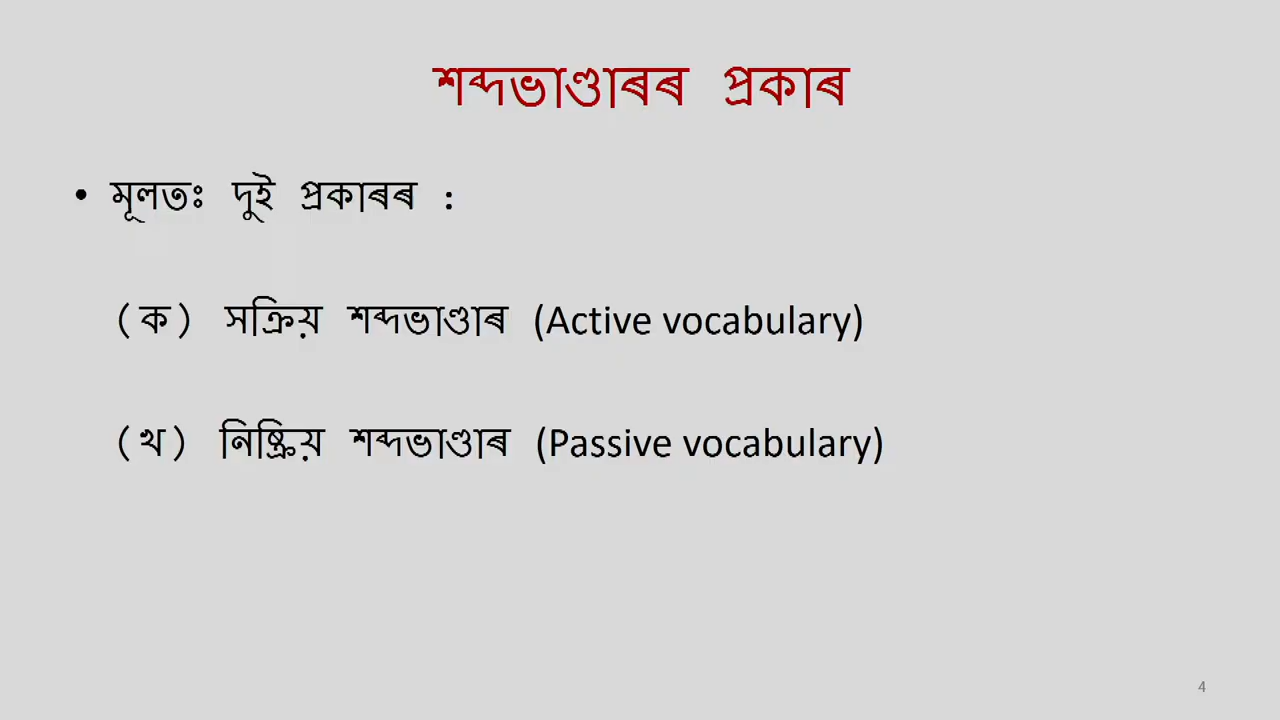 শব্দভাণ্ডাৰৰ প্ৰকাৰ
• মূলতঃ দুই প্ৰকাৰৰ :
(ক) সক্ৰিয় শব্দভাণ্ডাৰ (Active vocabulary)
(খ) নিষ্ক্ৰিয় শব্দভাণ্ডাৰ (Passive vocabulary)
4